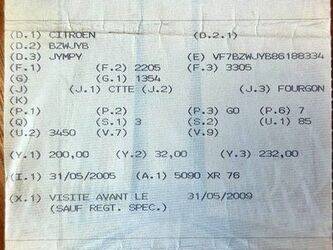 (D.1) CITROEN (D.2.1)
(D.2) BZWJYB
(D.3) JYMPY (E) VF7BZWJYB86188334
(F.1) (F.2) 2205 (F.3) 3305
(G) (G.1) 1354
(J) (J.1) CTTE (J.2) (J.3) FOURGON
(K)
(P.1) (P.2) (P.3) GO (P.6) 7
(Q) (S.1) 3 (S.2) (U.1) 85
(U.2) 3450 (V.7) (V.9)
(Y.1) 200,00 (Y.2) 32,00 (Y.3) 232,00
(I.1) 31/05/2005 (A.1) 5090 XR 76
(X.1) VISITE AVANT LE 31/05/2009
(SAUF REGT. SPEC.)